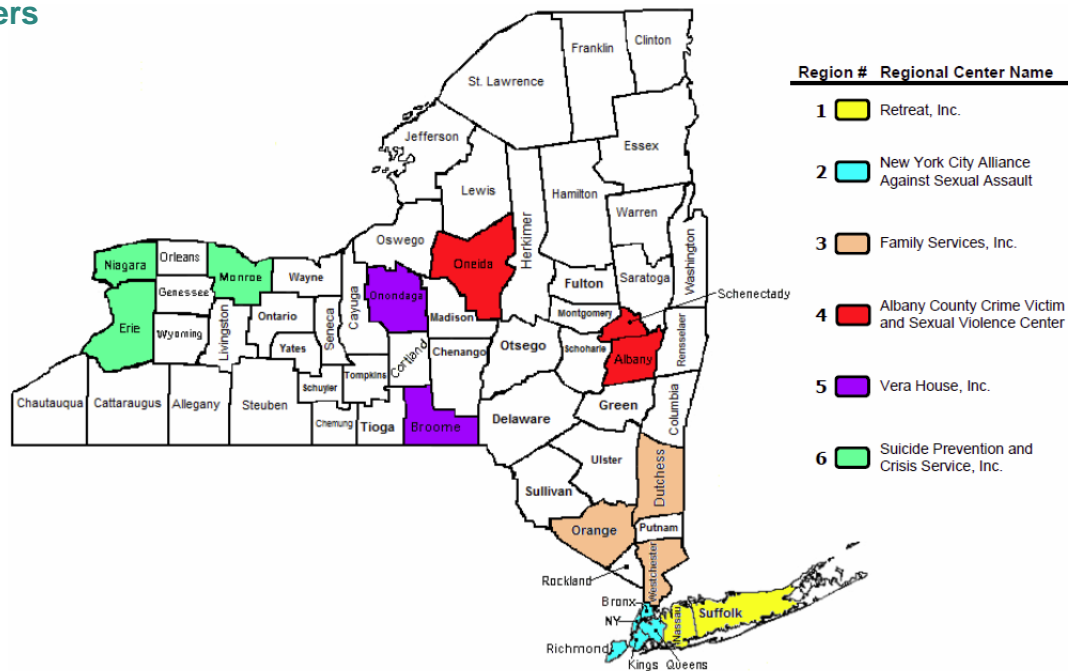 ers
Clinton
Franklin
St. Lawrence
Jefferson
Essex
Lewis
Hamilton
Warren
Washington
Herkimer
Oswego
Oneida
Saratoga
Niagara
Orleans
Monroe
Wayne
Fulton
Schenectady
Genessee
Onondaga
Cayuga
Madison
Montgomery
Erie
Wyoming
Livingston
Ontario
Seneca
Yates
Cortland
Chenango
Otsego
Schoharie
Albany
Rensselaer
Tompkins
Schuyler
Chautauqua
Cattaraugus
Allegany
Steuben
Chemung
Tioga
Broome
Delaware
Green
Columbia
Ulster
Sullivan
Dutchess
Orange
Putnam
Rockland
Westchester
Bronx
NY
Nassau
Suffolk
Richmond
Kings
Queens
Region # Regional Center Name
1 Retreat, Inc.
2 New York City Alliance
Against Sexual Assault
3 Family Services, Inc.
4 Albany County Crime Victim
and Sexual Violence Center
5 Vera House, Inc.
6 Suicide Prevention and
Crisis Service, Inc.